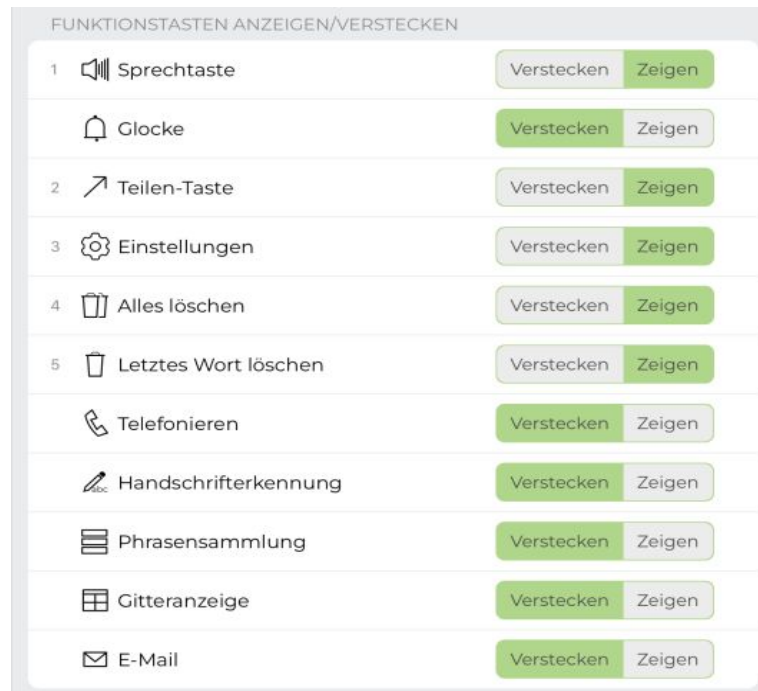 FUNKTIONSTASTEN ANZEIGEN/VERSTECKEN
1 Sprechtaste Verstecken Zeigen
Glocke Verstecken Zeigen
2 Teilen-Taste Verstecken Zeigen
3 Einstellungen Verstecken Zeigen
4 Alles löschen Verstecken Zeigen
5 Letztes Wort löschen Verstecken Zeigen
Telefonieren Verstecken Zeigen
abc Handschrifterkennung Verstecken Zeigen
Phrasensammlung Verstecken Zeigen
Gitteranzeige Verstecken Zeigen
E-Mail Verstecken Zeigen